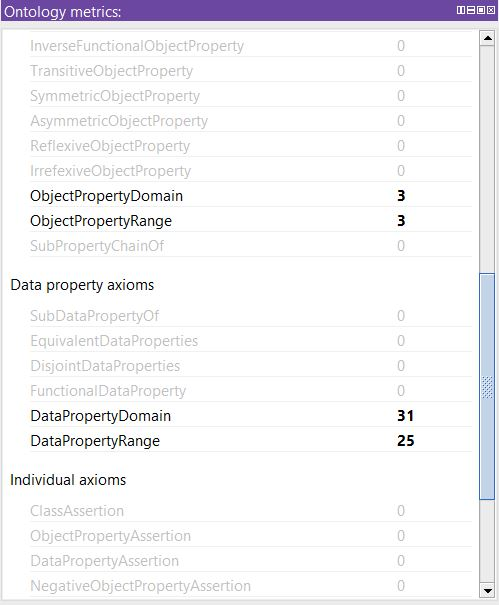 Ontology metrics:
InverseFunctionalObjectProperty 0
TransitiveObjectProperty 0
SymmetricObjectProperty 0
AsymmetricObjectProperty 0
ReflexiveObjectProperty 0
IrrefexiveObjectProperty 0
ObjectPropertyDomain 3
ObjectPropertyRange 3
SubPropertyChainOf 0
Data property axioms
SubDataPropertyOf 0
EquivalentDataProperties 0
DisjointDataProperties 0
FunctionalDataProperty 0
DataPropertyDomain 31
DataPropertyRange 25
Individual axioms
ClassAssertion 0
ObjectPropertyAssertion 0
DataPropertyAssertion 0
NegativeObjectPropertyAssertion 0